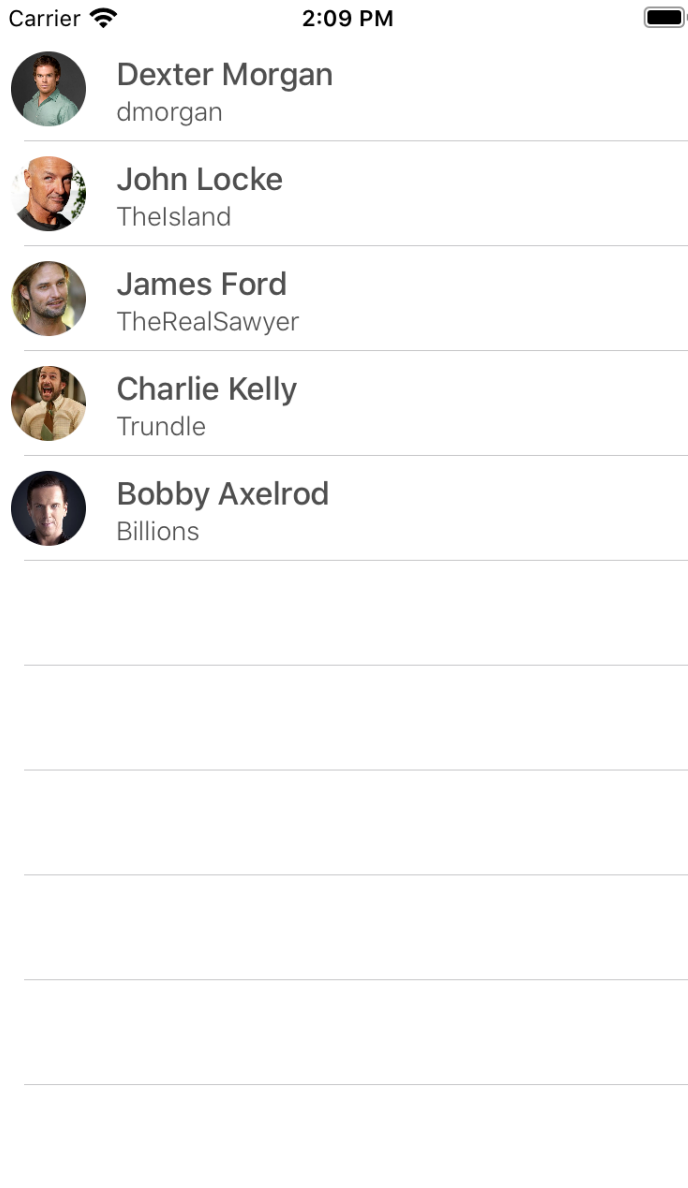 Carrier 2:09 PM
Dexter Morgan
dmorgan
John Locke
TheIsland
James Ford
TheRealSawyer
Charlie Kelly
Trundle
Bobby Axelrod
Billions